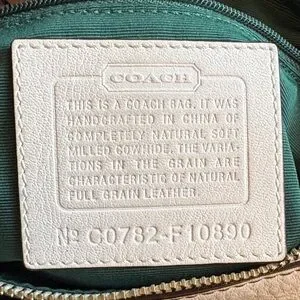 COACH
THIS IS A COACH BAG. IT WAS
HANDCRAFTED IN CHINA OF
COMPLETELY NATURAL SOFT
MILLED COWHIDE. THE VARIA-
TIONS IN THE GRAIN ARE
CHARACTERISTIC OF NATURAL
FULL GRAIN LEATHER.
Nº C0782-F10890